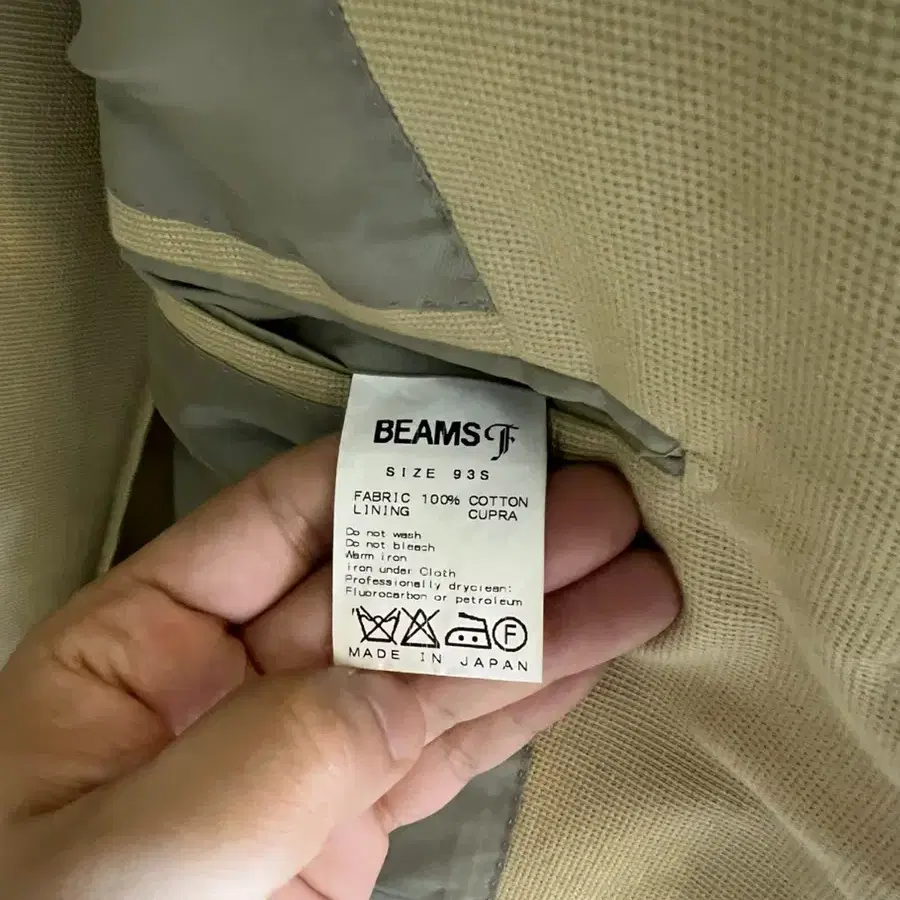 BEAMS F
SIZE 93S
FABRIC 100% COTTON
LINING CUPRA
Do not wash
Do not bleach
Warm iron
iron under Cloth
Professionally dryclean:
Fluorocarbon or petroleum
F
MADE IN JAPAN